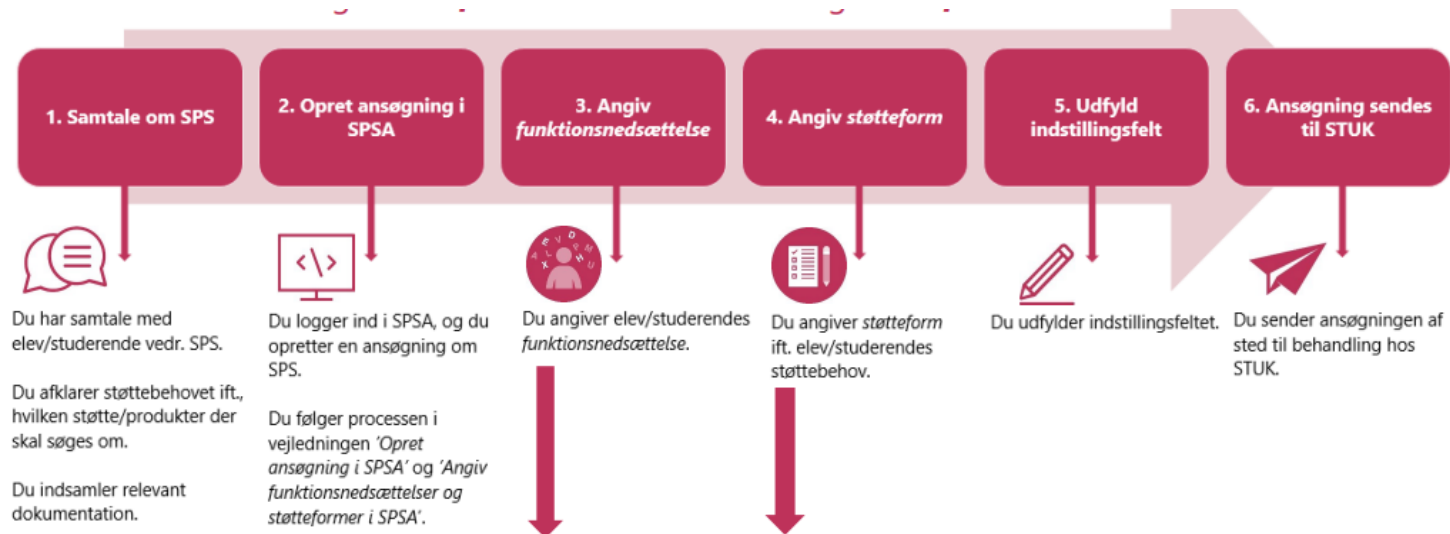 1. Samtale om SPS
2. Opret ansøgning i
SPSA
3. Angiv
funktionsnedsættelse
4. Angiv støtteform
5. Udfyld
indstillingsfelt
6. Ansøgning sendes
til STUK
Du har samtale med
elev/studerende vedr. SPS.
Du afklarer støttebehovet ift.,
hvilken støtte/produkter der
skal søges om.
Du indsamler relevant
dokumentation.
Du logger ind i SPSA, og du
opretter en ansøgning om
SPS.
Du følger processen i
vejledningen 'Opret
ansøgning i SPSA' og 'Angiv
funktionsnedsættelser og
støtteformer i SPSA'.
Du angiver elev/studerendes
funktionsnedsættelse.
Du angiver støtteform
ift. elev/studerendes
støttebehov.
Du udfylder indstillingsfeltet.
Du sender ansøgningen af
sted til behandling hos
STUK.